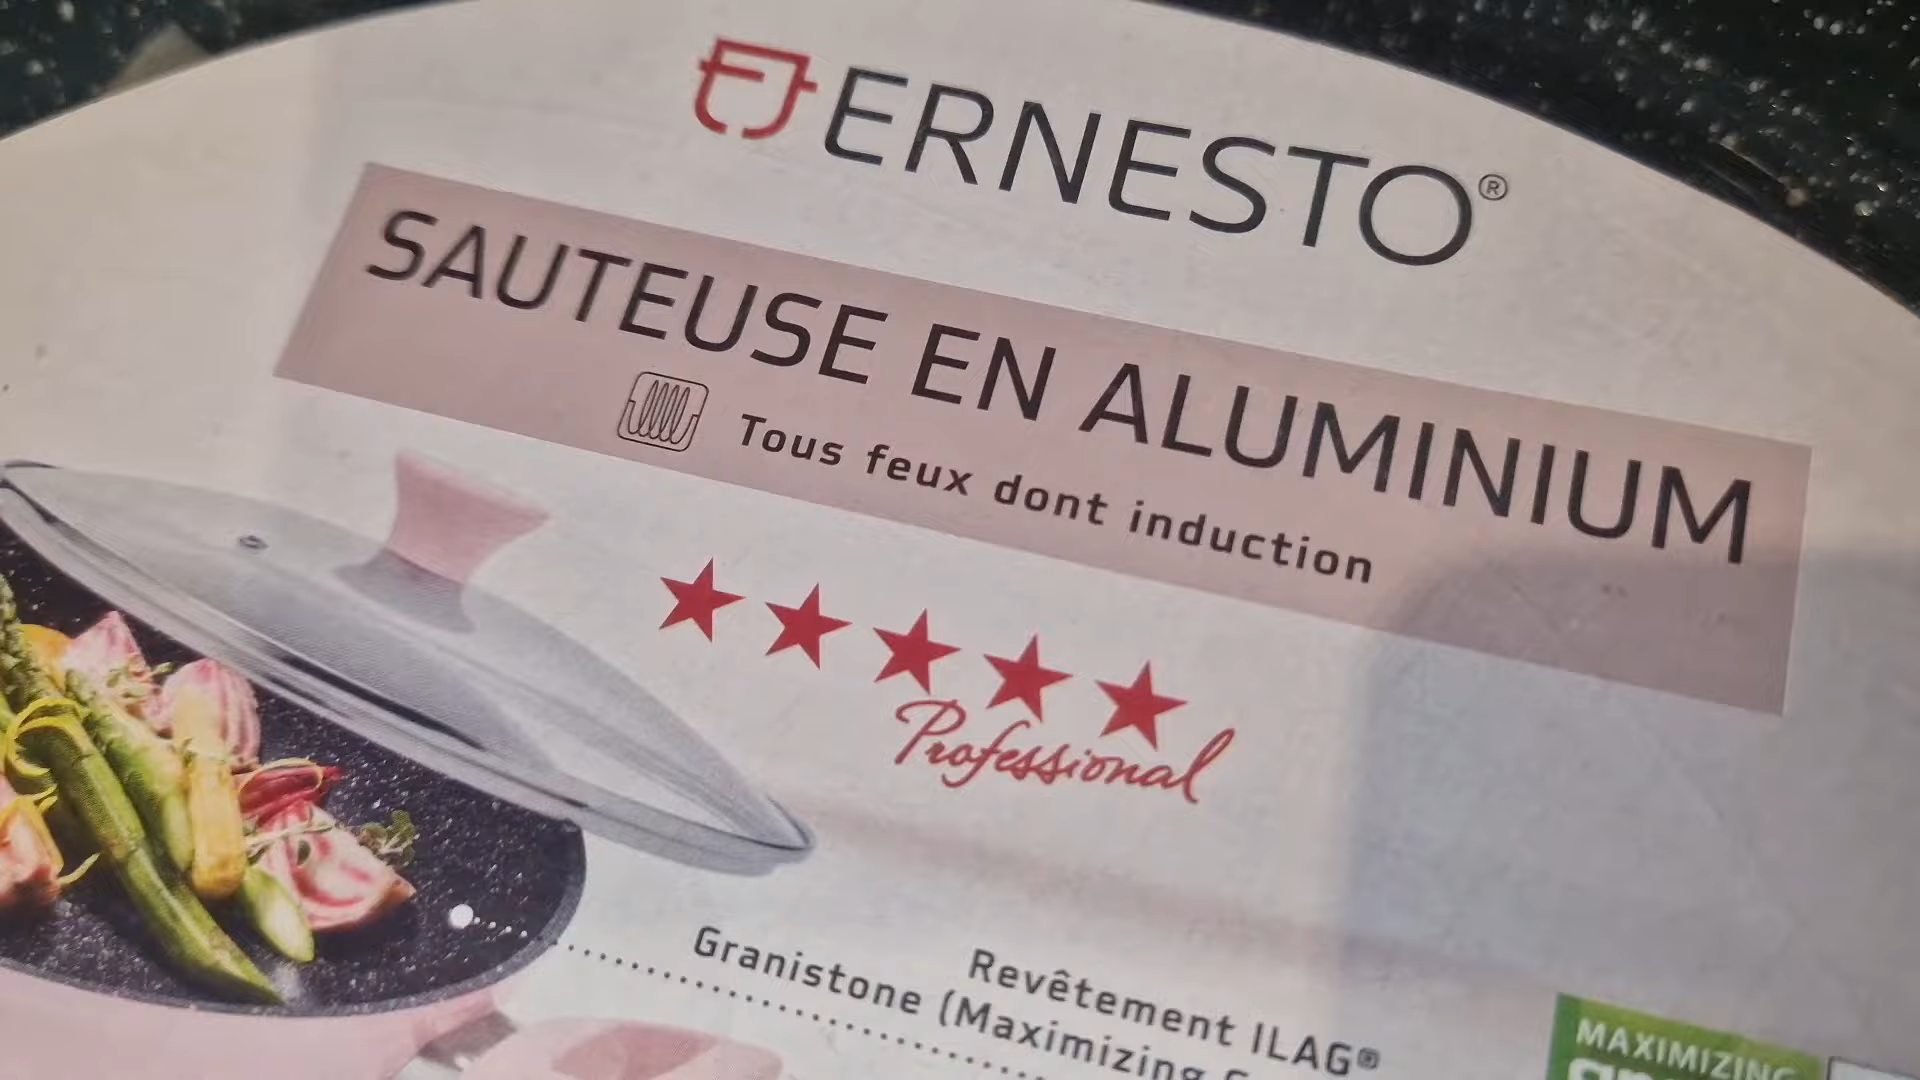 ERNESTO®
SAUTEUSE EN ALUMINIUM
Tous feux dont induction
Professional
Revêtement ILAG®
Granistone (Maximizing
MAXIMIZING